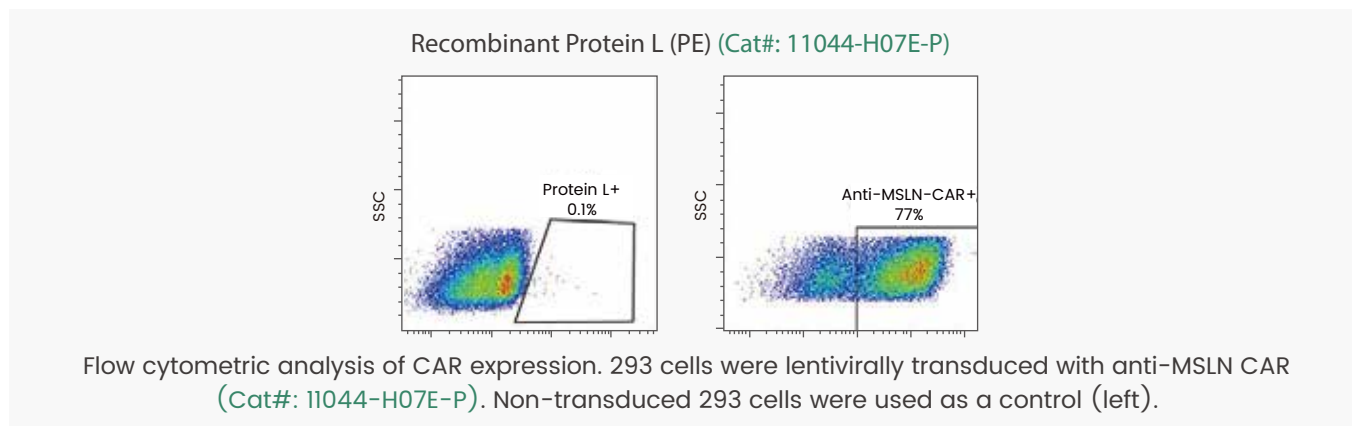 Recombinant Protein L (PE) (Cat#: 11044-H07E-P)
SSC
Protein L+
0.1%
SSC
Anti-MSLN-CAR+
77%
Flow cytometric analysis of CAR expression. 293 cells were lentivirally transduced with anti-MSLN CAR
(Cat#: 11044-H07E-P). Non-transduced 293 cells were used as a control (left).